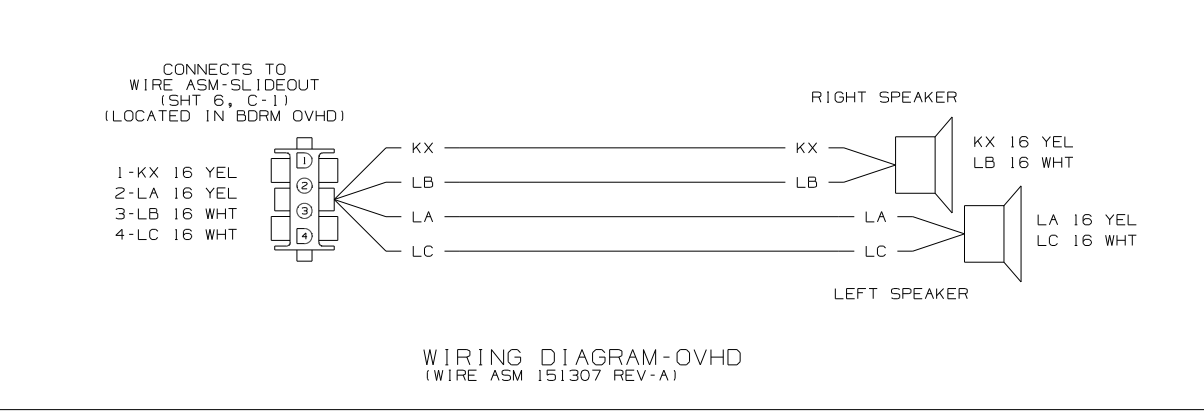 CONNECTS TO
WIRE ASM-SLIDEOUT
(SHT 6, C-1)
(LOCATED IN BDRM OVHD)
1-KX 16 YEL
2-LA 16 YEL
3-LB 16 WHT
4-LC 16 WHT
1
2
3
4
KX
LB
LA
LC
KX
LB
LA
LC
RIGHT SPEAKER
KX 16 YEL
LB 16 WHT
LA 16 YEL
LC 16 WHT
LEFT SPEAKER
WIRING DIAGRAM-OVHD
(WIRE ASM 151307 REV-A)